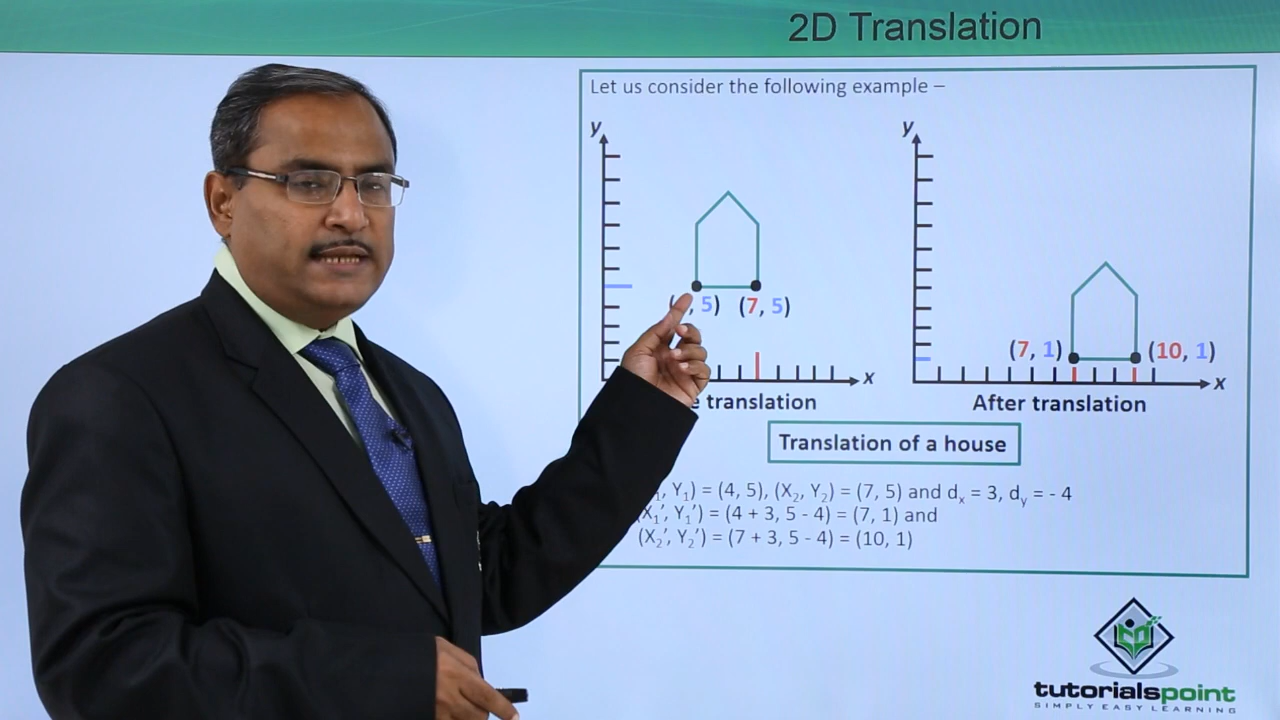 2D Translation
Let us consider the following example –
y
y
, 5) (7, 5)
(7, 1) (10, 1)
x
x
translation
After translation
Translation of a house
, Y₁) = (4, 5), (X₂, Y₂) = (7, 5) and dₓ = 3, dᵧ = - 4
X₁′, Y₁′) = (4 + 3, 5 - 4) = (7, 1) and
(X₂′, Y₂′) = (7 + 3, 5 - 4) = (10, 1)
tutorialspoint
SIMPLY EASY LEARNING